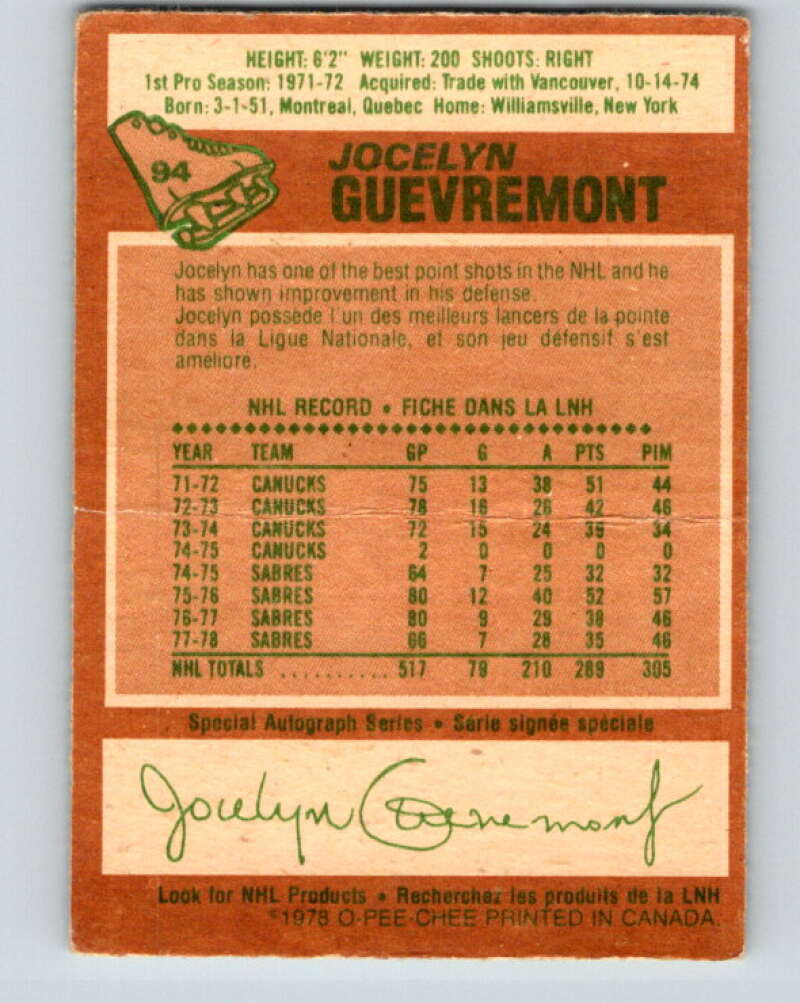 HEIGHT: 6'2" WEIGHT: 200 SHOOTS: RIGHT
1st Pro Season: 1971-72 Acquired: Trade with Vancouver, 10-14-74
Born: 3-1-51, Montreal, Quebec Home: Williamsville, New York
94
JOCELYN
GUEVREMONT
Jocelyn has one of the best point shots in the NHL and he
has shown improvement in his defense.
Jocelyn possède l'un des meilleurs lancers de la pointe
dans la Ligue Nationale, et son jeu défensif s'est
amélioré.
NHL RECORD • FICHE DANS LA LNH
YEAR TEAM GP G A PTS PIM
71-72 CANUCKS 75 13 38 51 44
72-73 CANUCKS 78 16 26 42 46
73-74 CANUCKS 72 15 24 39 34
74-75 CANUCKS 2 0 0 0 0
74-75 SABRES 64 7 25 32 32
75-76 SABRES 80 12 40 52 57
76-77 SABRES 80 9 29 38 46
77-78 SABRES 66 7 28 35 46
NHL TOTALS .......... 517 79 210 289 305
Special Autograph Series • Série signée spéciale
Jocelyn Guevremont
Look for NHL Products • Recherchez les produits de la LNH
©1978 O-PEE-CHEE PRINTED IN CANADA.